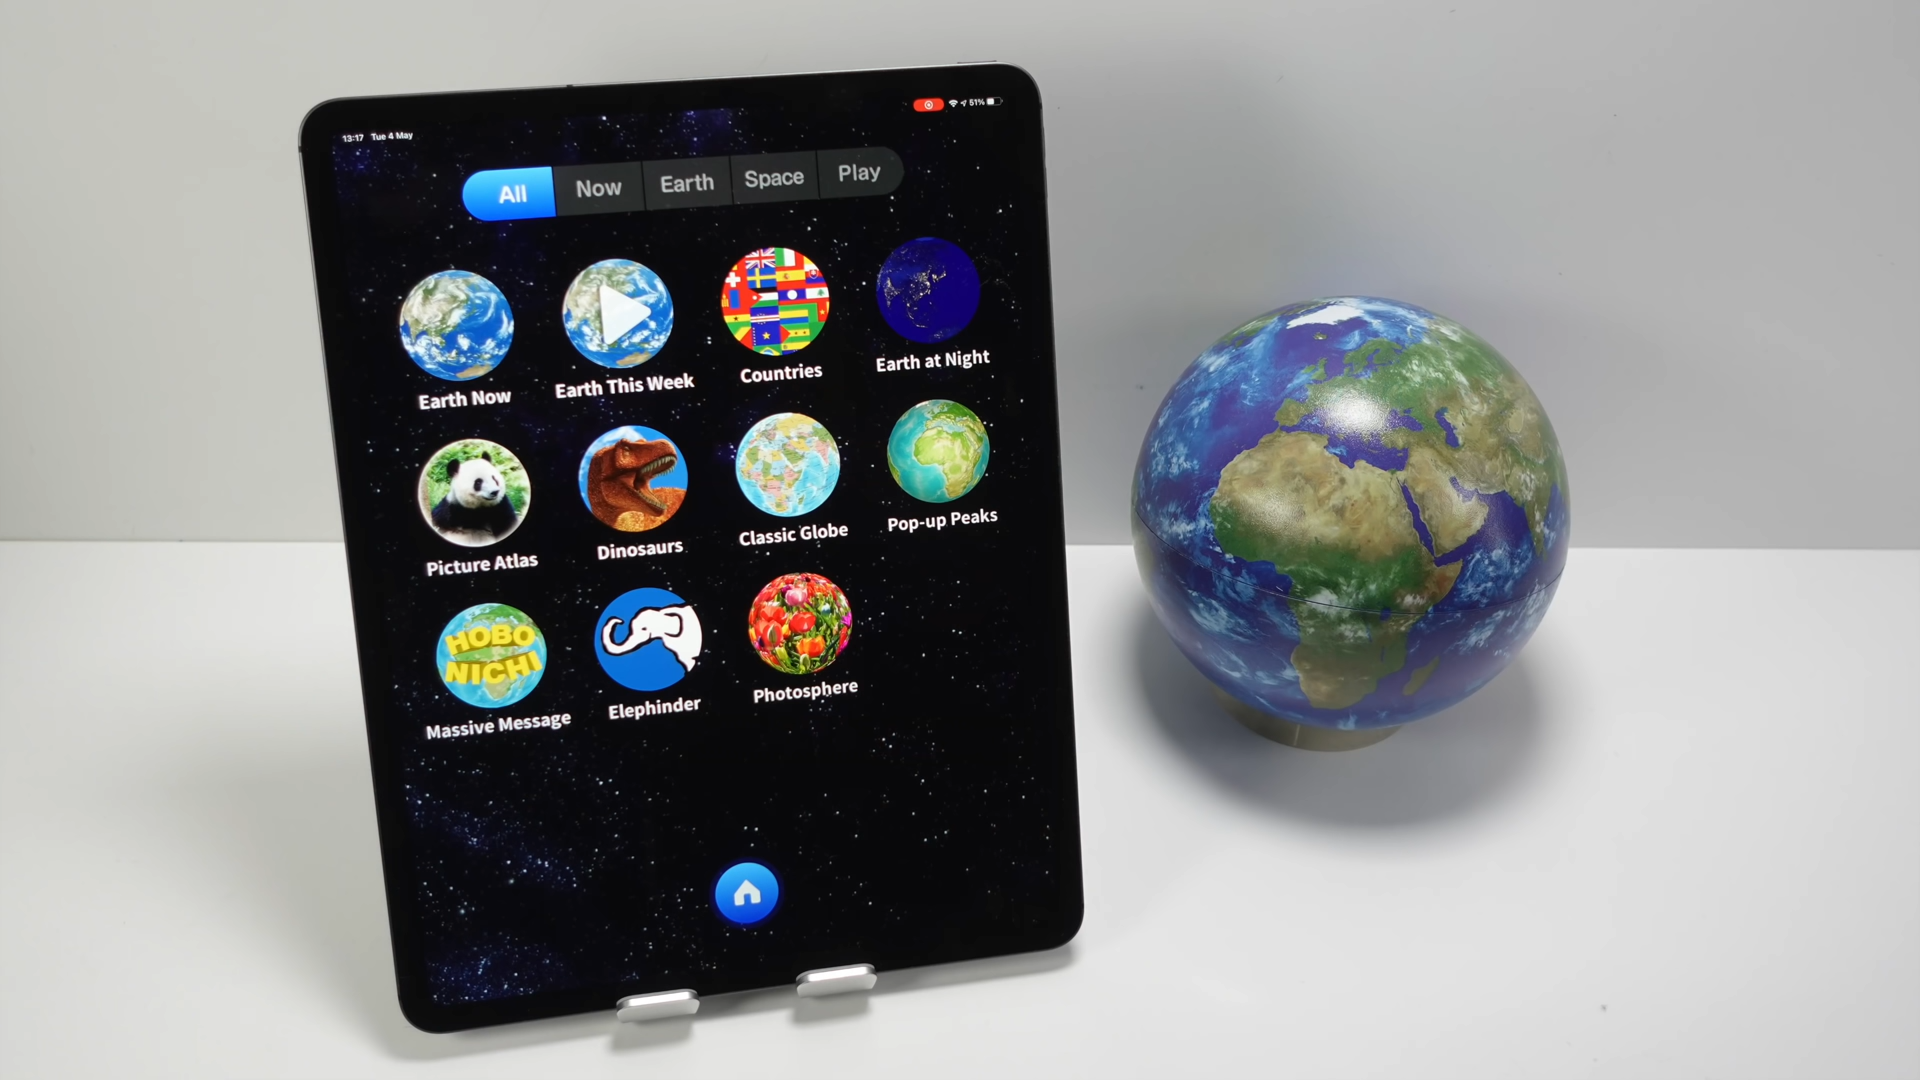 13:17 Tue 4 May
51%
All Now Earth Space Play
Earth Now
Earth This Week
Countries
Earth at Night
Picture Atlas
Dinosaurs
Classic Globe
Pop-up Peaks
HOBO
NICHI
Massive Message
Elephinder
Photosphere